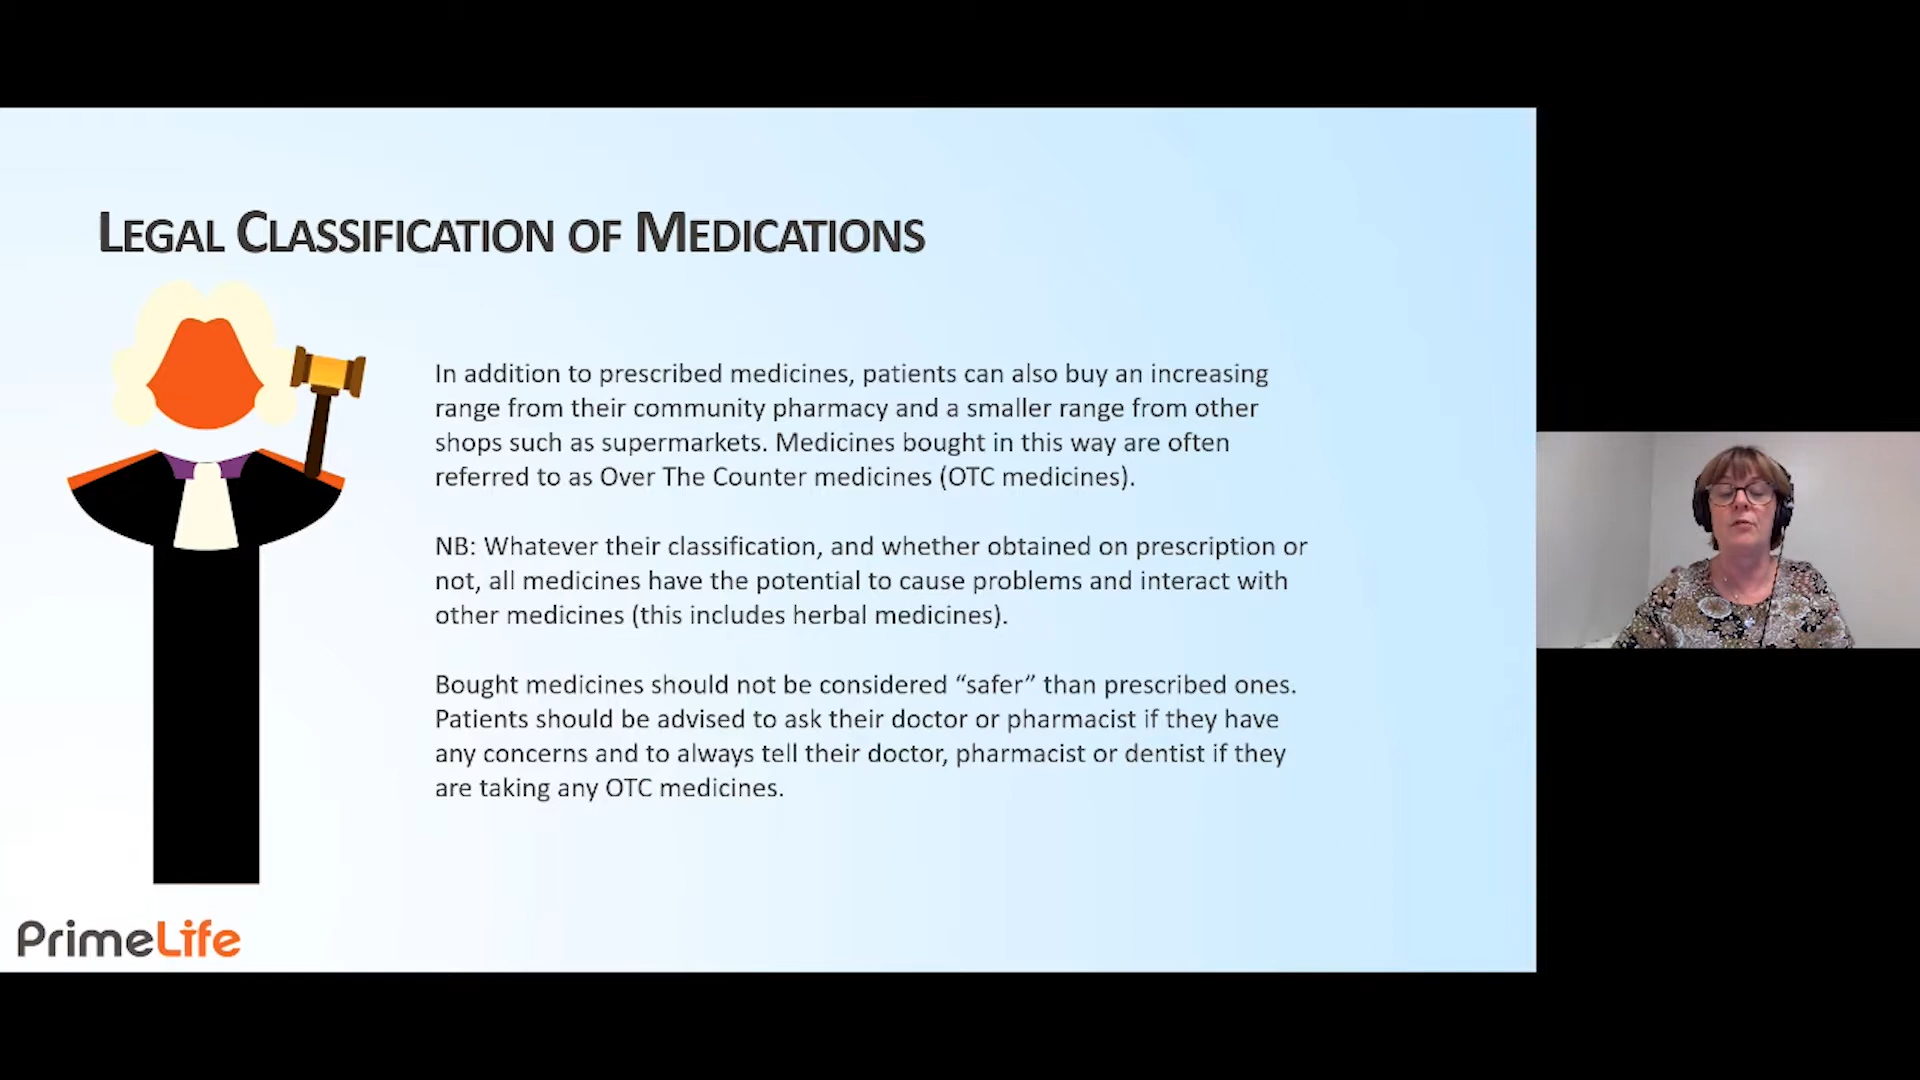 LEGAL CLASSIFICATION OF MEDICATIONS
In addition to prescribed medicines, patients can also buy an increasing
range from their community pharmacy and a smaller range from other
shops such as supermarkets. Medicines bought in this way are often
referred to as Over The Counter medicines (OTC medicines).
NB: Whatever their classification, and whether obtained on prescription or
not, all medicines have the potential to cause problems and interact with
other medicines (this includes herbal medicines).
Bought medicines should not be considered “safer” than prescribed ones.
Patients should be advised to ask their doctor or pharmacist if they have
any concerns and to always tell their doctor, pharmacist or dentist if they
are taking any OTC medicines.
PrimeLife